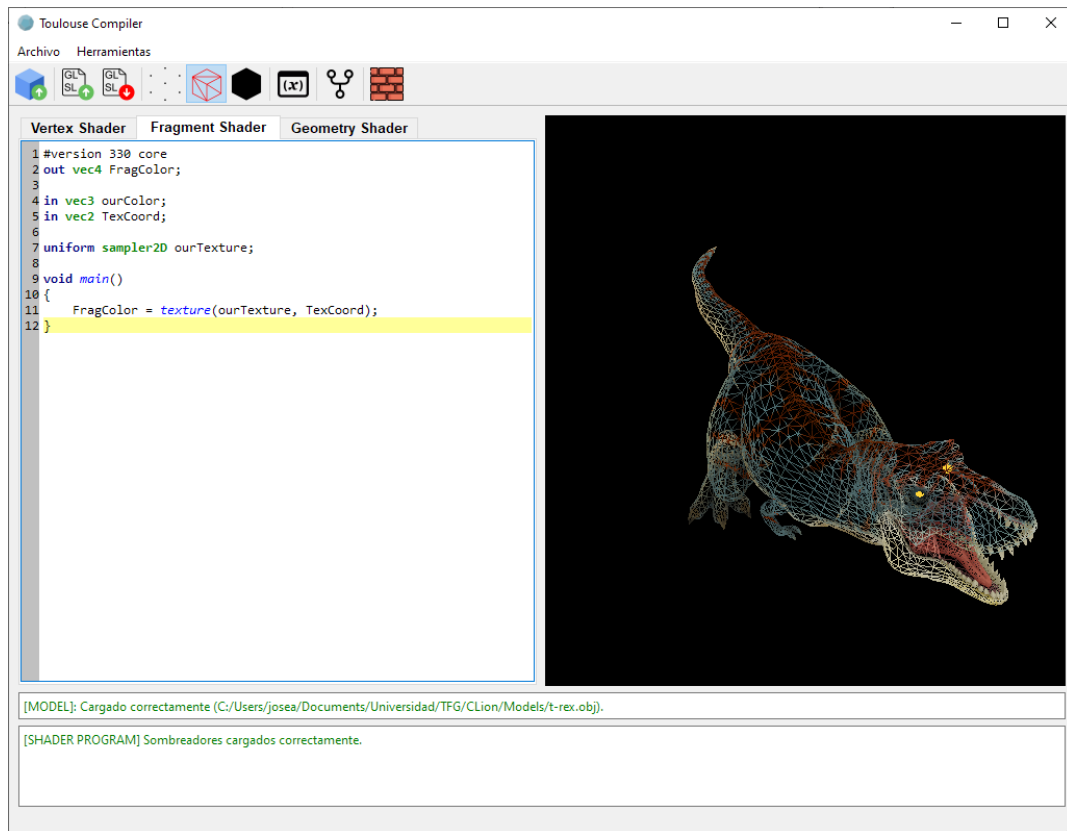 Toulouse Compiler
Archivo Herramientas
GL SL GL SL (x)
Vertex Shader Fragment Shader Geometry Shader
1 #version 330 core
2 out vec4 FragColor;
3
4 in vec3 ourColor;
5 in vec2 TexCoord;
6
7 uniform sampler2D ourTexture;
8
9 void main()
10 {
11     FragColor = texture(ourTexture, TexCoord);
12 }
[MODEL]: Cargado correctamente (C:/Users/josea/Documents/Universidad/TFG/CLion/Models/t-rex.obj).
[SHADER PROGRAM] Sombreadores cargados correctamente.